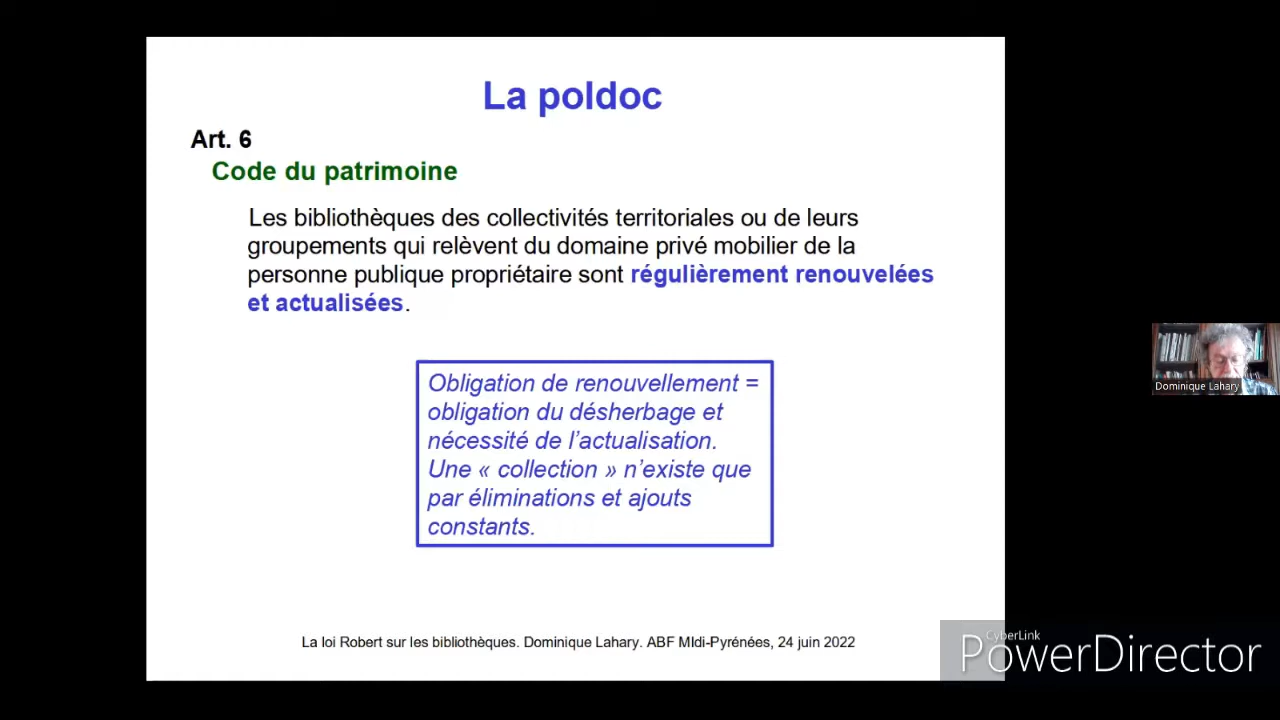 La poldoc
Art. 6
Code du patrimoine
Les bibliothèques des collectivités territoriales ou de leurs
groupements qui relèvent du domaine privé mobilier de la
personne publique propriétaire sont régulièrement renouvelées
et actualisées.
Obligation de renouvellement =
obligation du désherbage et
nécessité de l’actualisation.
Une « collection » n’existe que
par éliminations et ajouts
constants.
Dominique Lahary
La loi Robert sur les bibliothèques. Dominique Lahary. ABF MIdi-Pyrénées, 24 juin 2022
CyberLink
PowerDirector